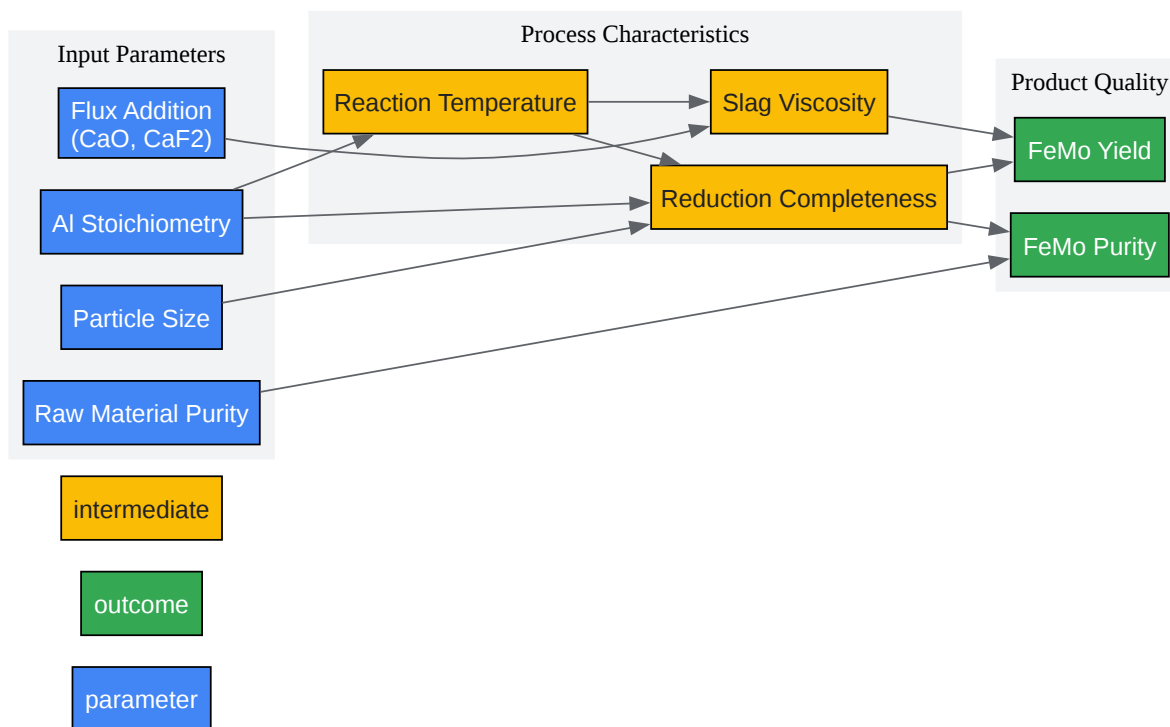 Input Parameters
Flux Addition
(CaO, CaF2)
Al Stoichiometry
Particle Size
Raw Material Purity
Process Characteristics
Reaction Temperature
Slag Viscosity
Reduction Completeness
Product Quality
FeMo Yield
FeMo Purity
intermediate
outcome
parameter